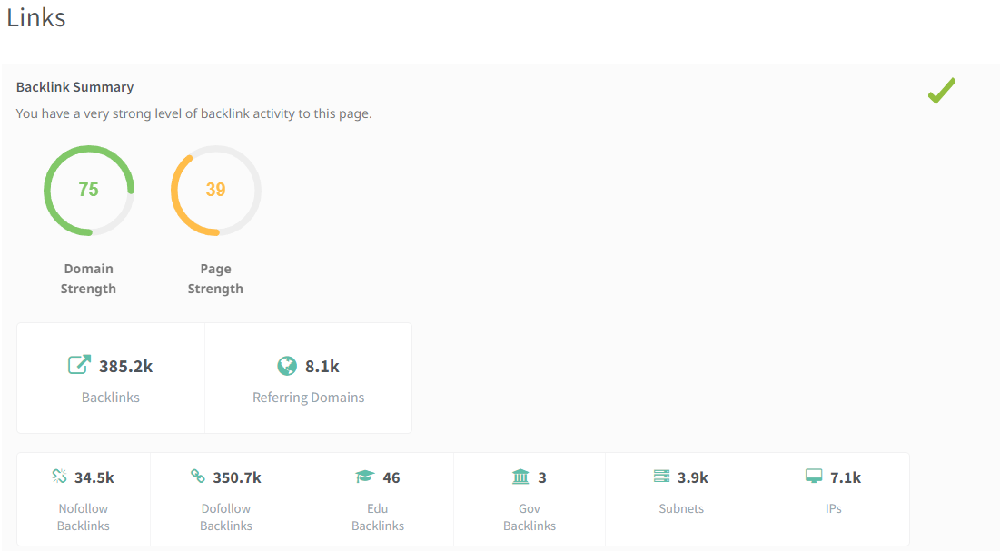 Links
Backlink Summary
You have a very strong level of backlink activity to this page.
75
39
Domain
Strength
Page
Strength
385.2k
Backlinks
8.1k
Referring Domains
34.5k
Nofollow
Backlinks
350.7k
Dofollow
Backlinks
46
Edu
Backlinks
3
Gov
Backlinks
3.9k
Subnets
7.1k
IPs